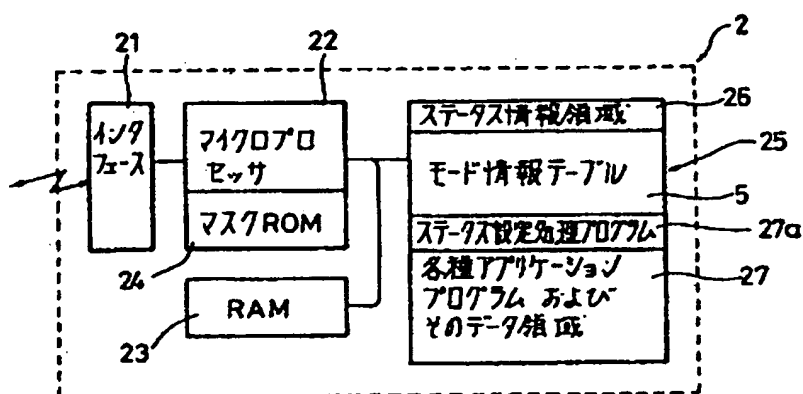 21
22
2
インタ
フェース
マイクロプロ
セッサ
マスクROM
24
RAM
23
ステータス情報領域
26
モード情報テーブル
25
5
ステータス設定処理プログラム
27a
各種アプリケーション
プログラム および
そのデータ領域
27